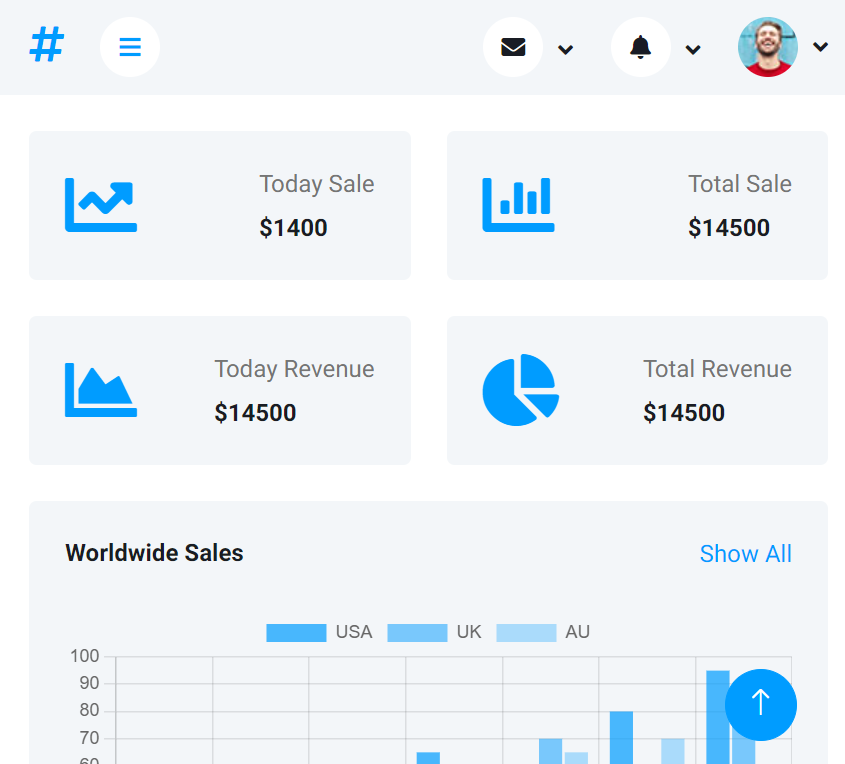 #
Today Sale
$1400
Total Sale
$14500
Today Revenue
$14500
Total Revenue
$14500
Worldwide Sales
Show All
USA UK AU
100
90
80
70
60